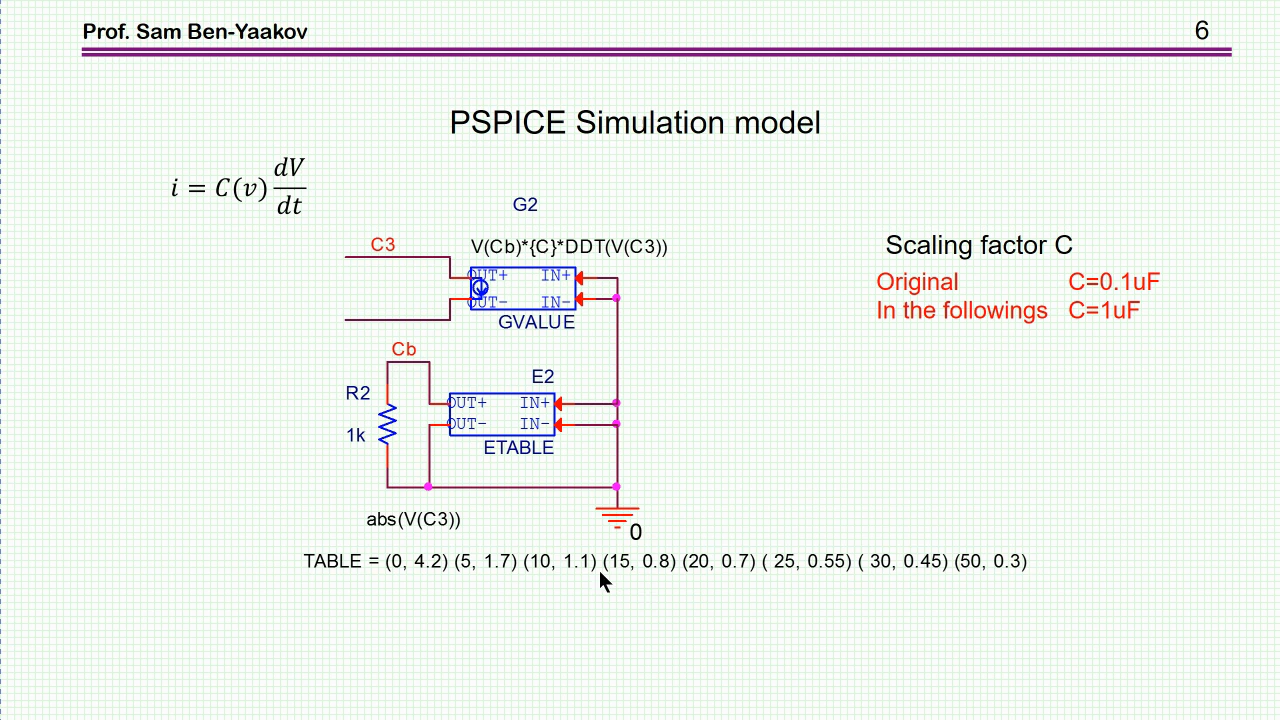 Prof. Sam Ben-Yaakov
6
PSPICE Simulation model
i = C(v) dV/dt
G2
C3
V(Cb)*{C}*DDT(V(C3))
OUT+ IN+
OUT- IN-
GVALUE
Scaling factor C
Original C=0.1uF
In the followings C=1uF
Cb
E2
R2
1k
OUT+ IN+
OUT- IN-
ETABLE
abs(V(C3))
0
TABLE = (0, 4.2) (5, 1.7) (10, 1.1) (15, 0.8) (20, 0.7) ( 25, 0.55) ( 30, 0.45) (50, 0.3)